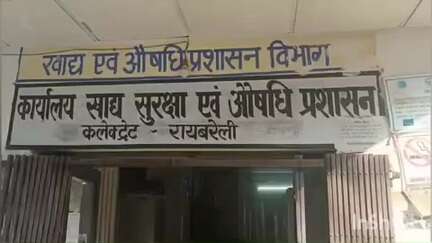 खाद्य एवं औषधि प्रशासन विभाग
कार्यालय खाद्य सुरक्षा एवं औषधि प्रशासन
कलेक्ट्रेट - रायबरेली